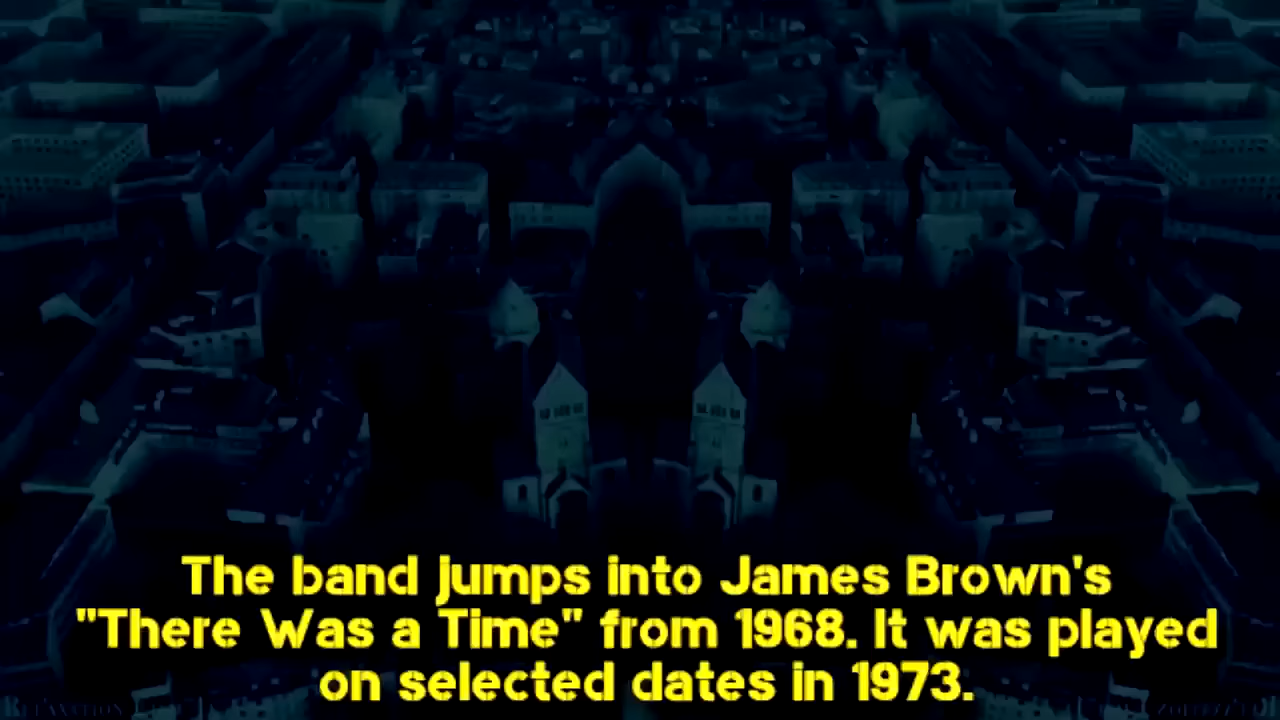 The band jumps into James Brown's
"There Was a Time" from 1968. It was played
on selected dates in 1973.